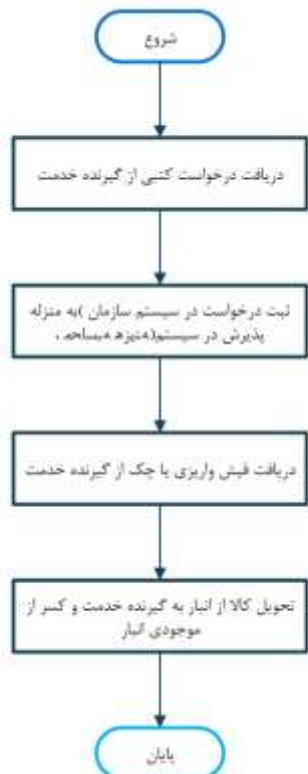 شروع
دریافت درخواست کتبی از گیرنده خدمت
ثبت درخواست در سیستم سازمان )به منزله
پذیرش در سیستم(
دریافت فیش واریزی یا چک از گیرنده خدمت
تحویل کالا از انبار به گیرنده خدمت و کسر از
موجودی انبار
پایان